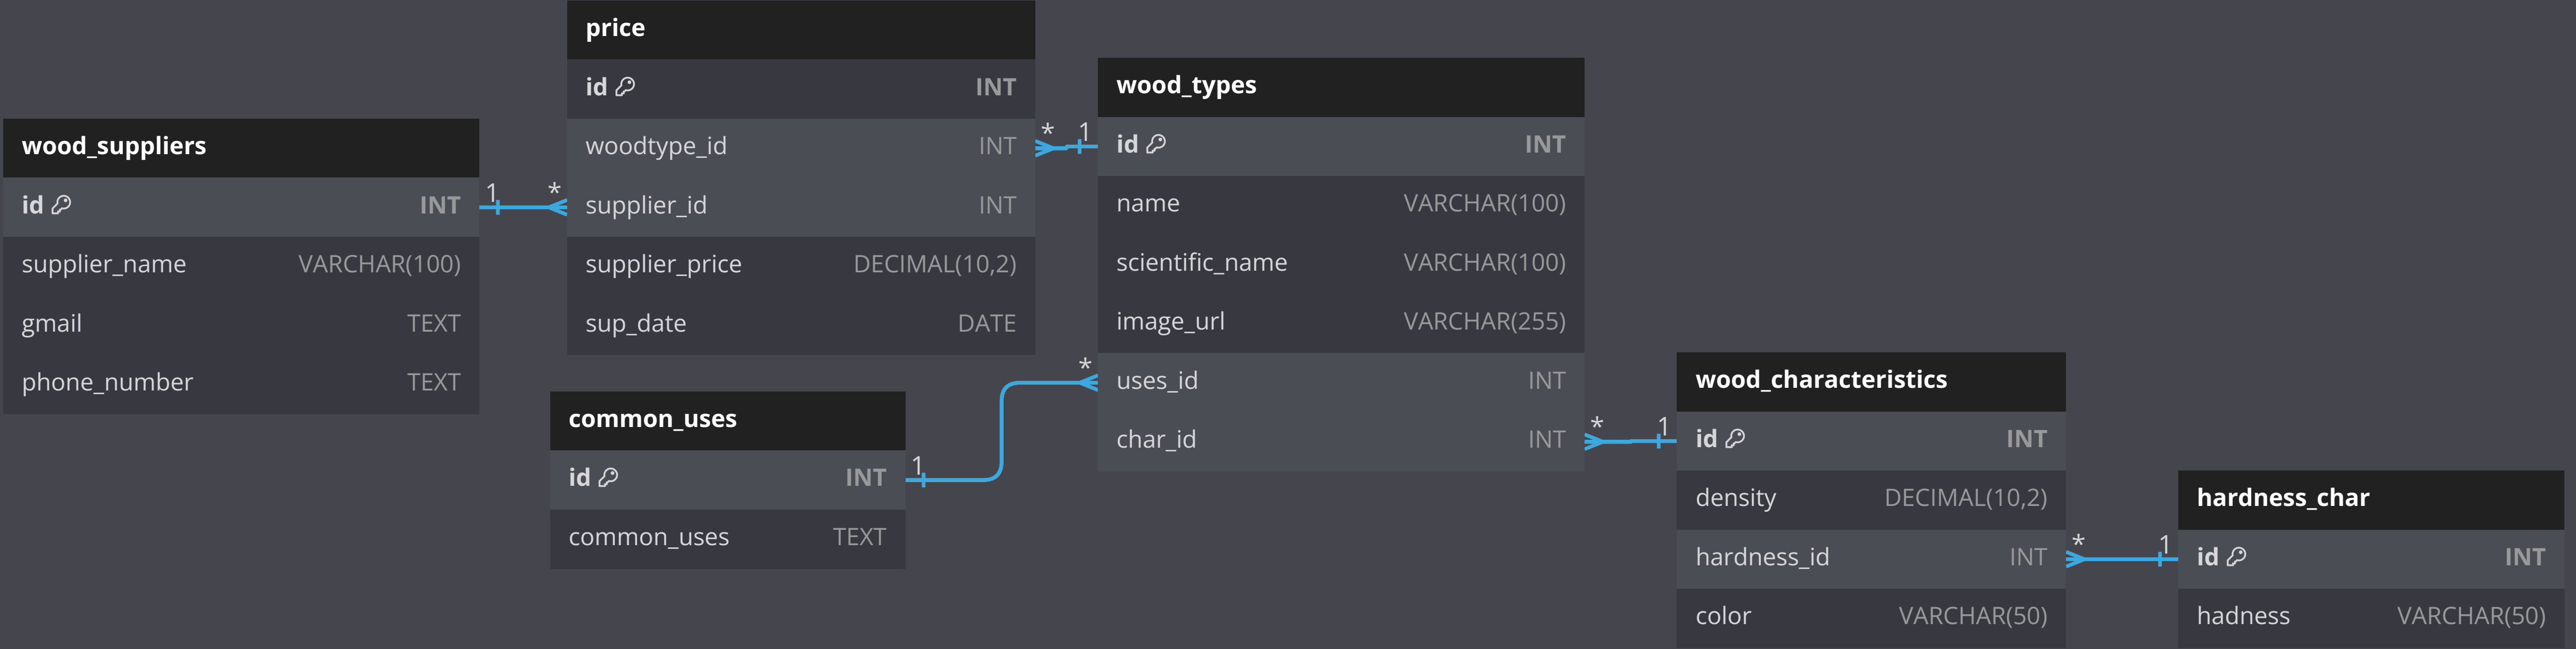 wood_suppliers
id INT
supplier_name VARCHAR(100)
gmail TEXT
phone_number TEXT
1 *
price
id INT
woodtype_id INT
supplier_id INT
supplier_price DECIMAL(10,2)
sup_date DATE
* 1
common_uses
id INT
common_uses TEXT
1 *
wood_types
id INT
name VARCHAR(100)
scientific_name VARCHAR(100)
image_url VARCHAR(255)
uses_id INT
char_id INT
* 1
wood_characteristics
id INT
density DECIMAL(10,2)
hardness_id INT
color VARCHAR(50)
* 1
hardness_char
id INT
hadness VARCHAR(50)